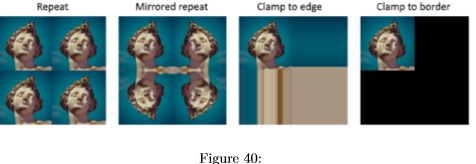 Repeat
Mirrored repeat
Clamp to edge
Clamp to border
Figure 40: